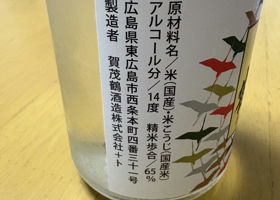 原材料名／米(国産)・米こうじ(国産米)
アルコール分／14度 精米歩合／65%
製造者
広島県東広島市西条本町四番三十一号
賀茂鶴酒造株式会社＋ト